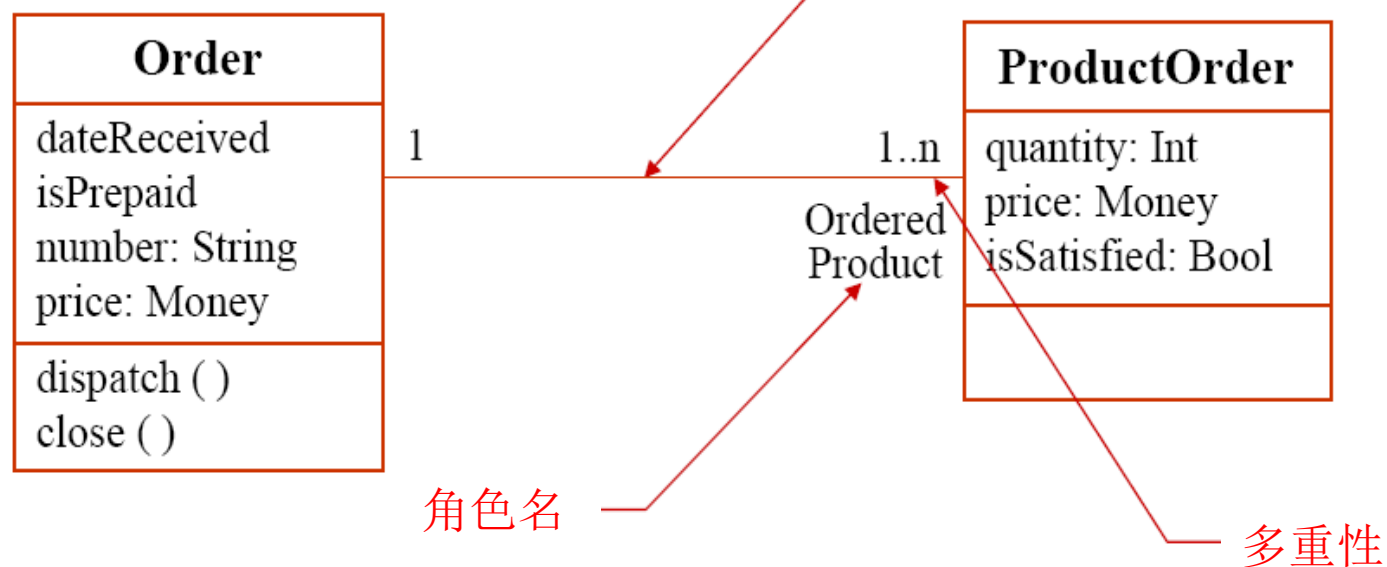 Order
dateReceived
isPrepaid
number: String
price: Money
dispatch ( )
close ( )
1
1..n
Ordered
Product
ProductOrder
quantity: Int
price: Money
isSatisfied: Bool
角色名
多重性